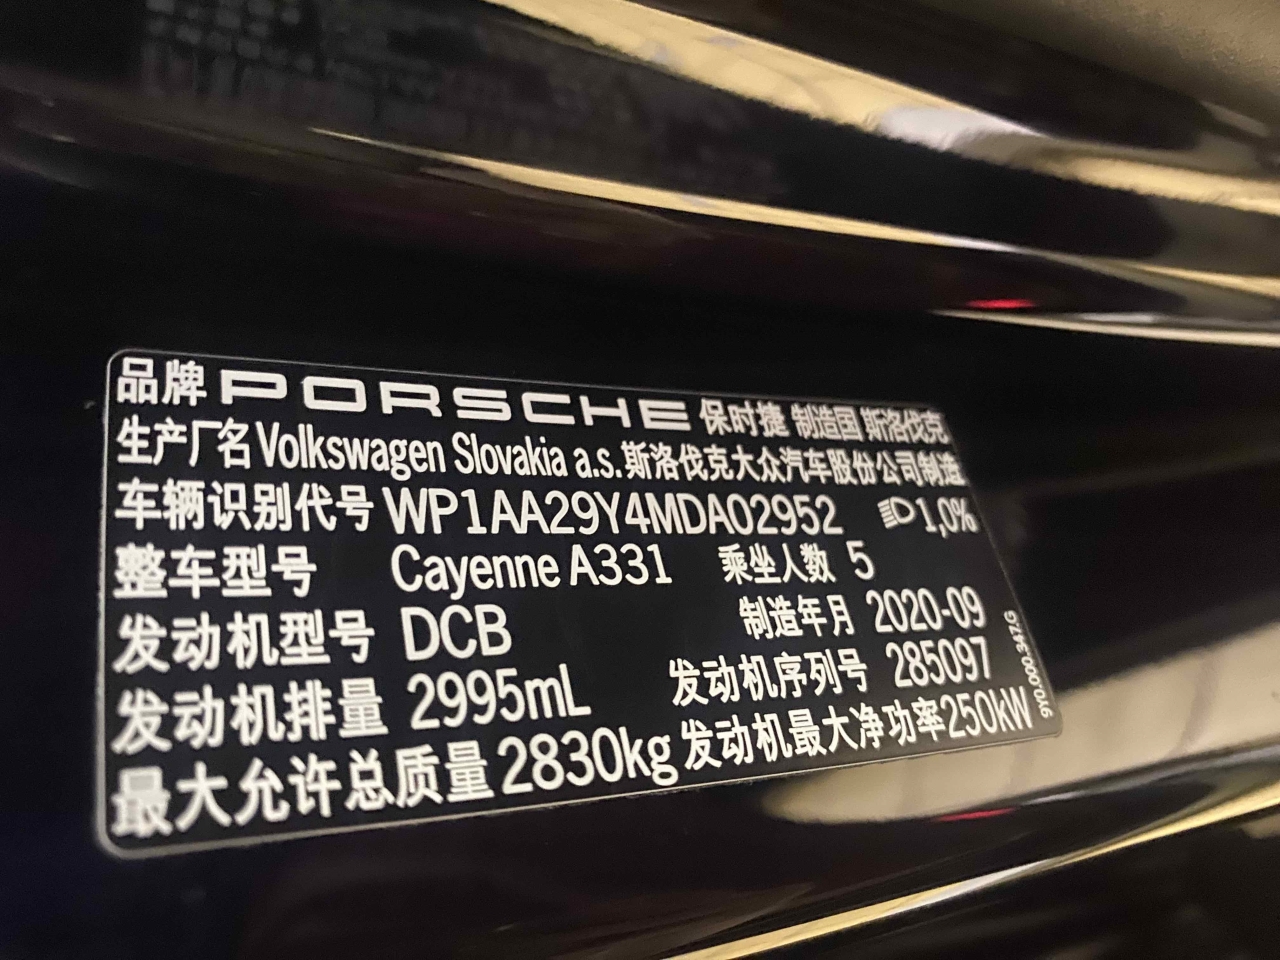 品牌 PORSCHE 保时捷 制造国 斯洛伐克
生产厂名 Volkswagen Slovakia a.s. 斯洛伐克大众汽车股份公司制造
车辆识别代号 WP1AA29Y4MDA02952 1,0%
整车型号 Cayenne A331 乘坐人数 5
发动机型号 DCB 制造年月 2020-09
发动机排量 2995mL 发动机序列号 285097
最大允许总质量 2830kg 发动机最大净功率 250kW
9Y0.000.347.G